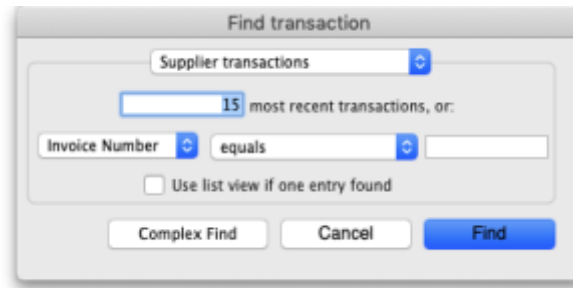 Find transaction
Supplier transactions
15 most recent transactions, or:
Invoice Number equals
Use list view if one entry found
Complex Find Cancel Find